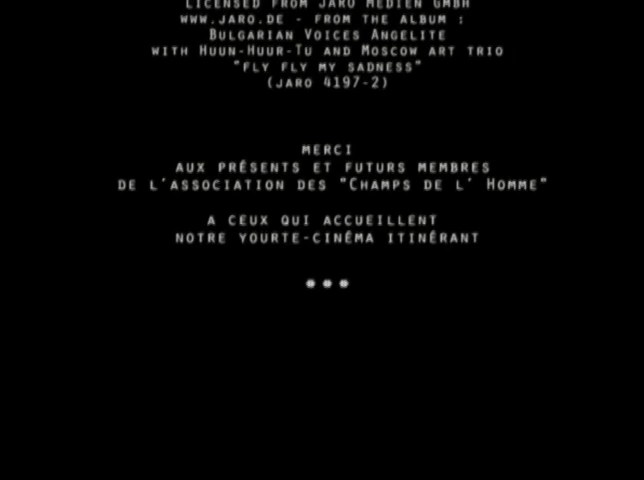 LICENSED FROM JARO MEDIEN GMBH
WWW.JARO.DE - FROM THE ALBUM :
BULGARIAN VOICES ANGELITE
WITH HUUN-HUUR-TU AND MOSCOW ART TRIO
"FLY FLY MY SADNESS"
(JARO 4197-2)
MERCI
AUX PRÉSENTS ET FUTURS MEMBRES
DE L'ASSOCIATION DES "CHAMPS DE L' HOMME"
A CEUX QUI ACCUEILLENT
NOTRE YOURTE-CINÉMA ITINÉRANT
***